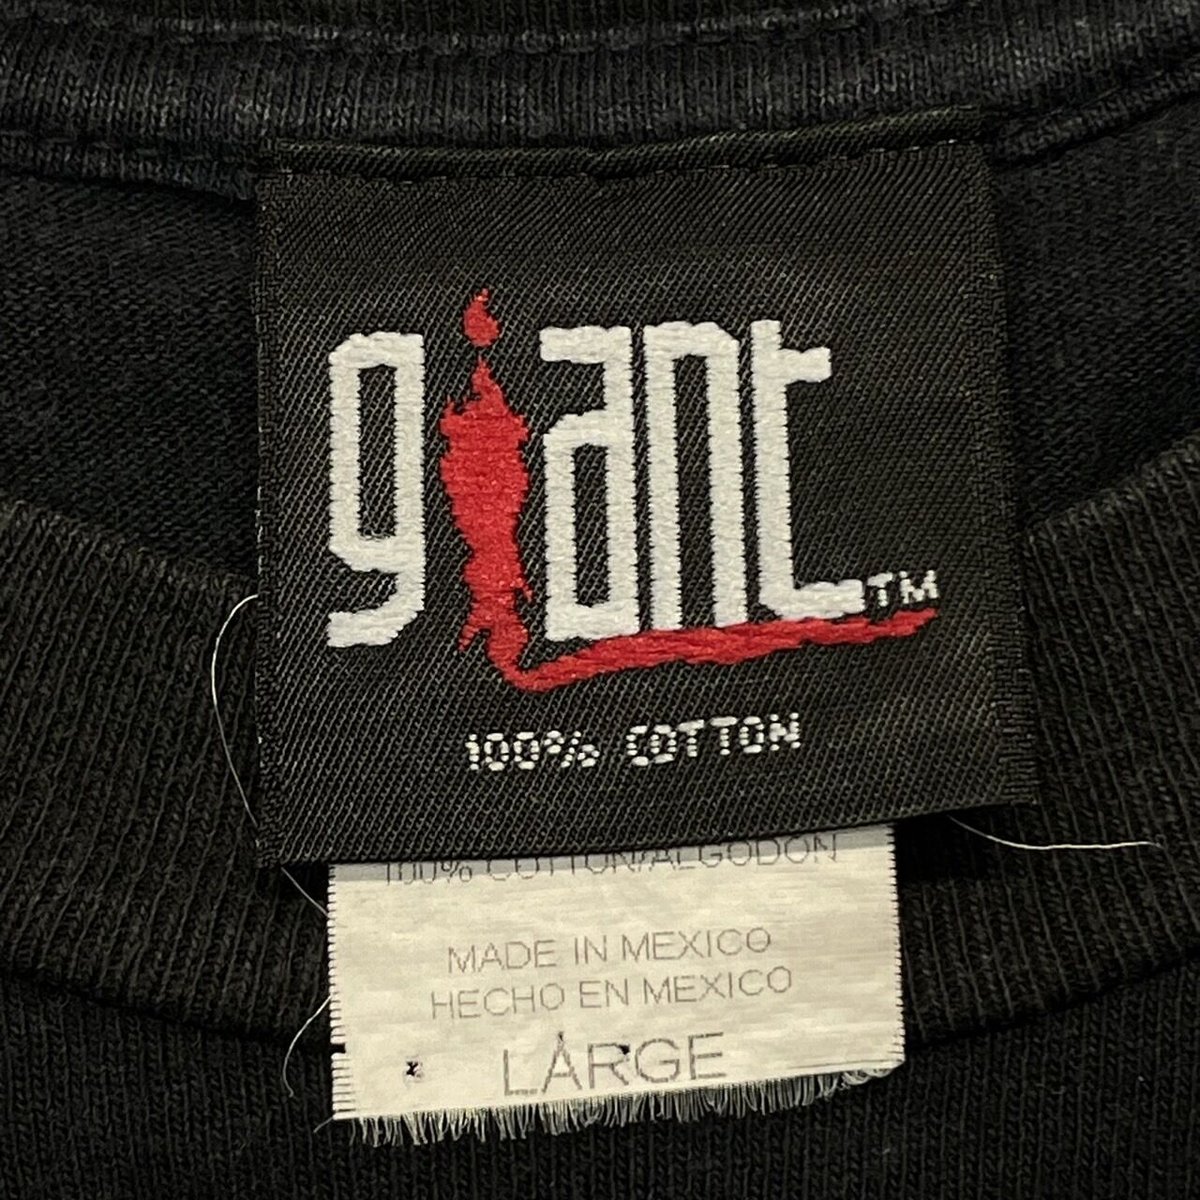 giant TM
100% COTTON
100% COTTON/ALGODON
MADE IN MEXICO
HECHO EN MEXICO
LARGE